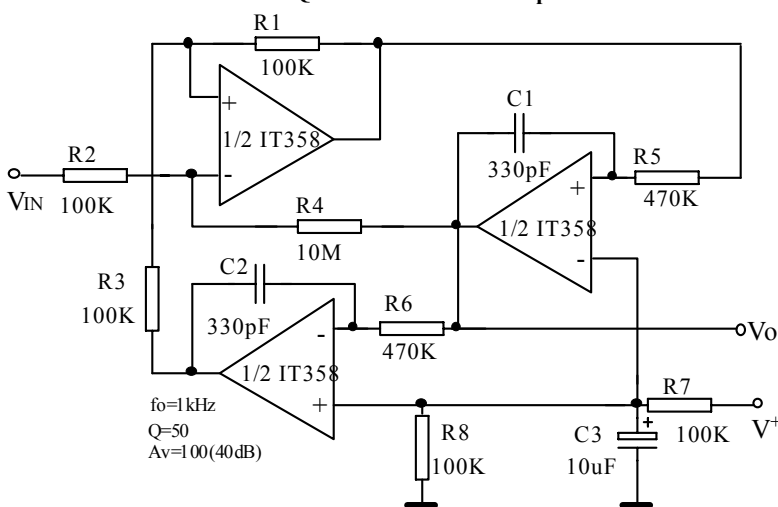 R1
100K
+
1/2 IT358
-
R2
VIN
100K
C1
330pF
R5
+
470K
1/2 IT358
-
R4
10M
R3
100K
C2
330pF
R6
-
470K
Vo
1/2 IT358
+
fo=1kHz
Q=50
Av=100(40dB)
R8
100K
R7
+
V+
100K
C3
10uF